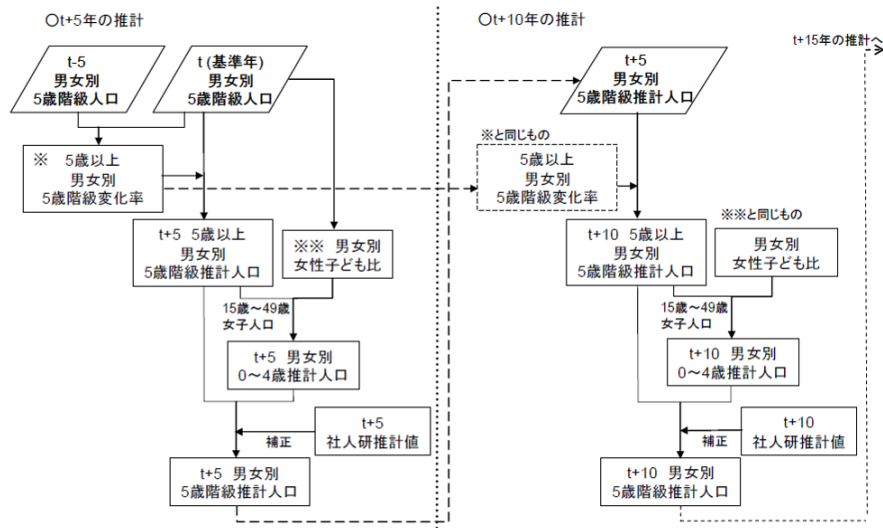 〇t+5年の推計
t-5
男女別
5歳階級人口
t (基準年)
男女別
5歳階級人口
※ 5歳以上
男女別
5歳階級変化率
t+5 5歳以上
男女別
5歳階級推計人口
※※ 男女別
女性子ども比
15歳～49歳
女子人口
t+5 男女別
0～4歳推計人口
補正
t+5
社人研推計値
t+5 男女別
5歳階級推計人口
〇t+10年の推計
t+15年の推計へ
t+5
男女別
5歳階級推計人口
※と同じもの
5歳以上
男女別
5歳階級変化率
t+10 5歳以上
男女別
5歳階級推計人口
※※と同じもの
男女別
女性子ども比
15歳～49歳
女子人口
t+10 男女別
0～4歳推計人口
補正
t+10
社人研推計値
t+10 男女別
5歳階級推計人口